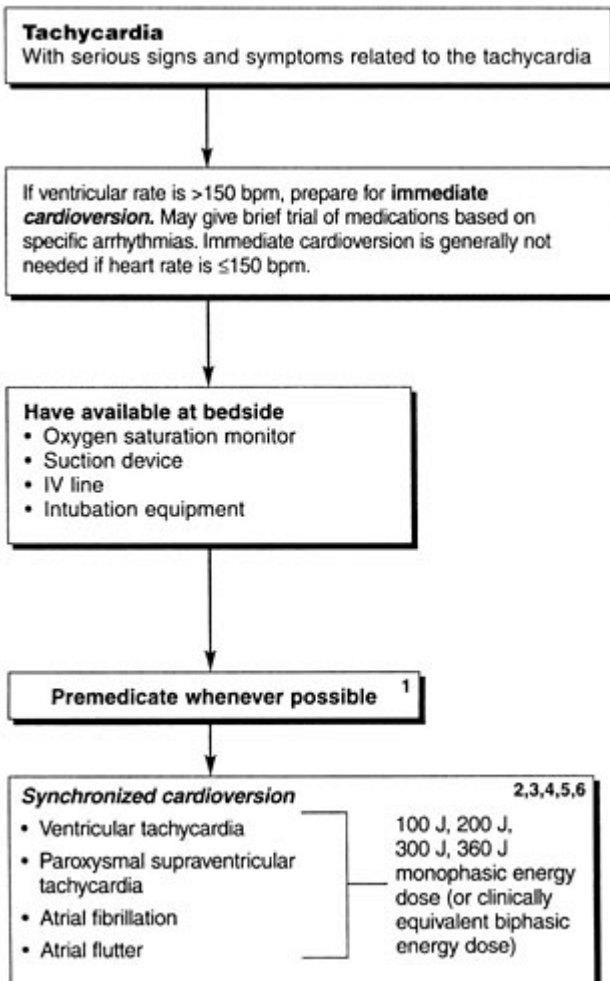 Tachycardia
With serious signs and symptoms related to the tachycardia
If ventricular rate is >150 bpm, prepare for immediate
cardioversion. May give brief trial of medications based on
specific arrhythmias. Immediate cardioversion is generally not
needed if heart rate is ≤150 bpm.
Have available at bedside
• Oxygen saturation monitor
• Suction device
• IV line
• Intubation equipment
Premedicate whenever possible 1
Synchronized cardioversion 2,3,4,5,6
• Ventricular tachycardia
• Paroxysmal supraventricular
tachycardia
• Atrial fibrillation
• Atrial flutter
100 J, 200 J,
300 J, 360 J
monophasic energy
dose (or clinically
equivalent biphasic
energy dose)